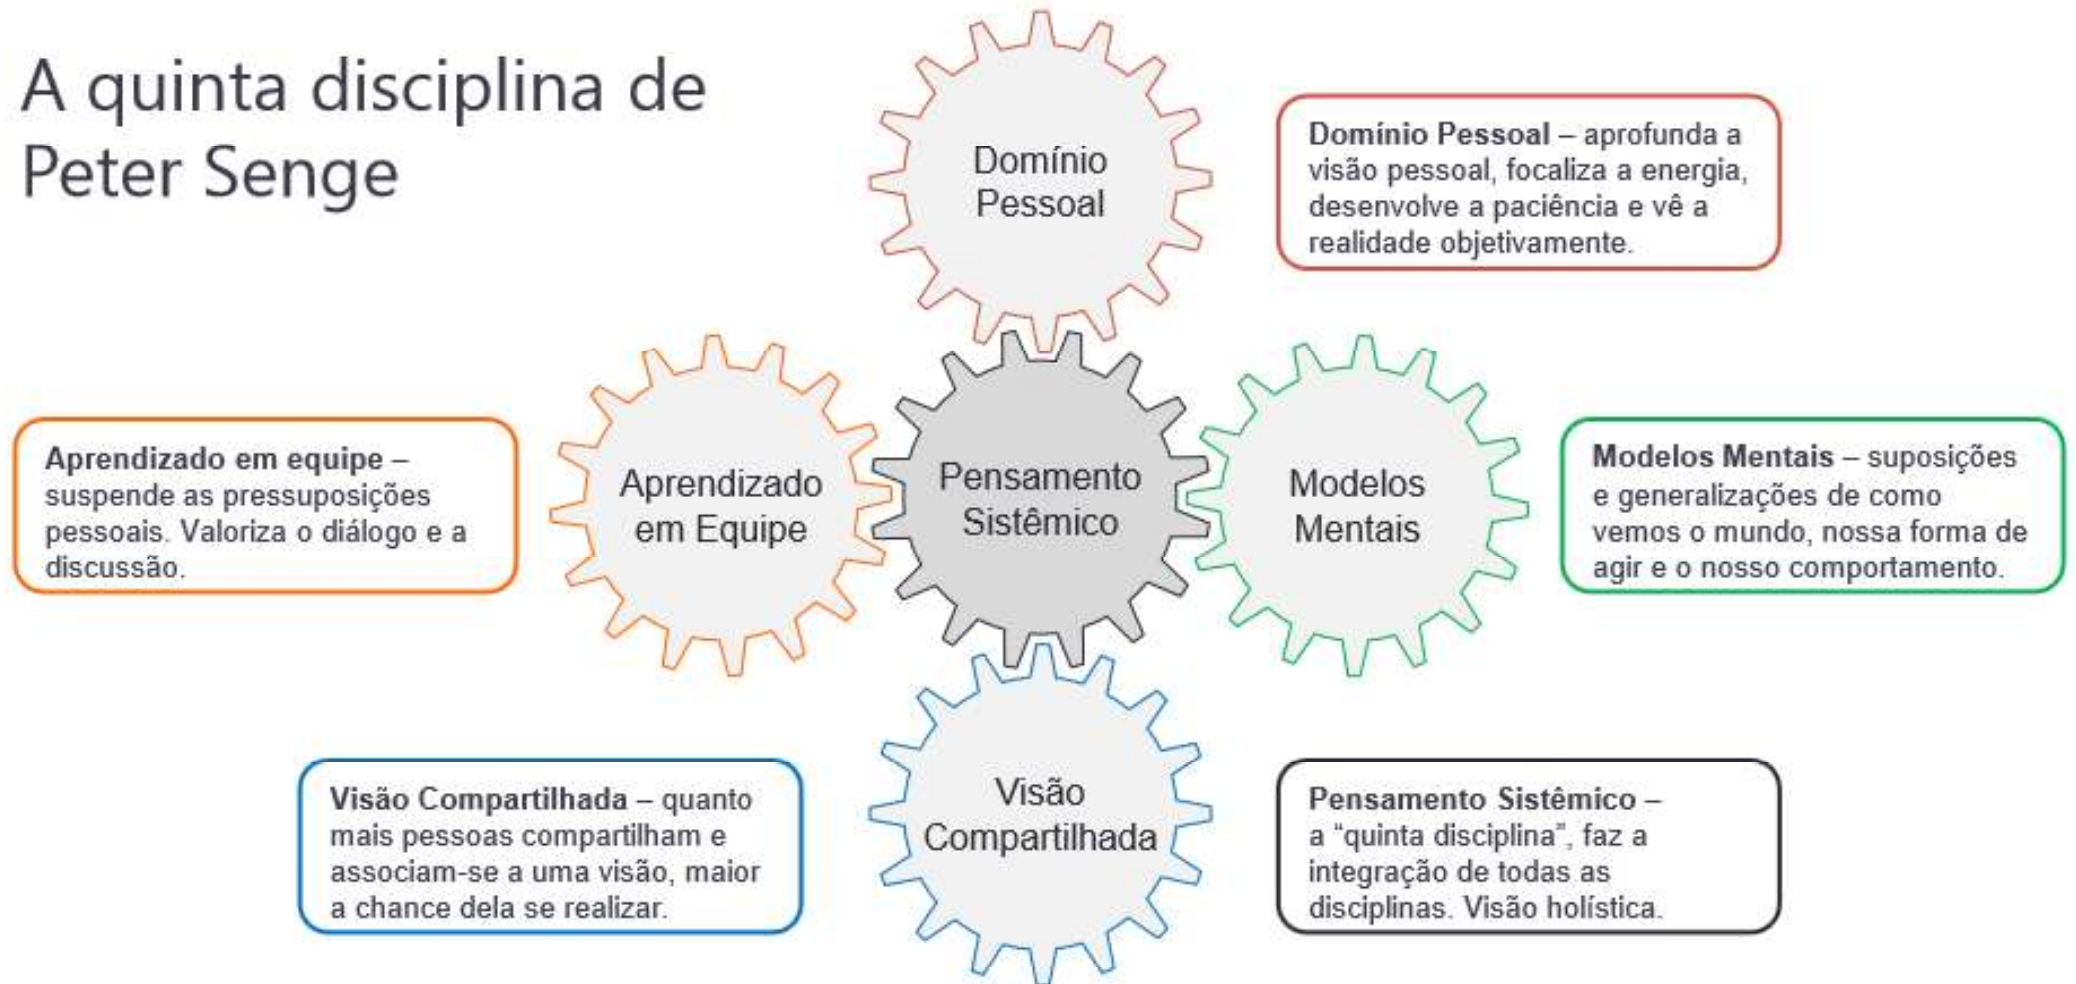 A quinta disciplina de
Peter Senge
Domínio
Pessoal
Domínio Pessoal – aprofunda a
visão pessoal, focaliza a energia,
desenvolve a paciência e vê a
realidade objetivamente.
Aprendizado em equipe –
suspende as pressuposições
pessoais. Valoriza o diálogo e a
discussão.
Aprendizado
em Equipe
Pensamento
Sistêmico
Modelos
Mentais
Modelos Mentais – suposições
e generalizações de como
vemos o mundo, nossa forma de
agir e o nosso comportamento.
Visão Compartilhada – quanto
mais pessoas compartilham e
associam-se a uma visão, maior
a chance dela se realizar.
Visão
Compartilhada
Pensamento Sistêmico –
a “quinta disciplina”, faz a
integração de todas as
disciplinas. Visão holística.